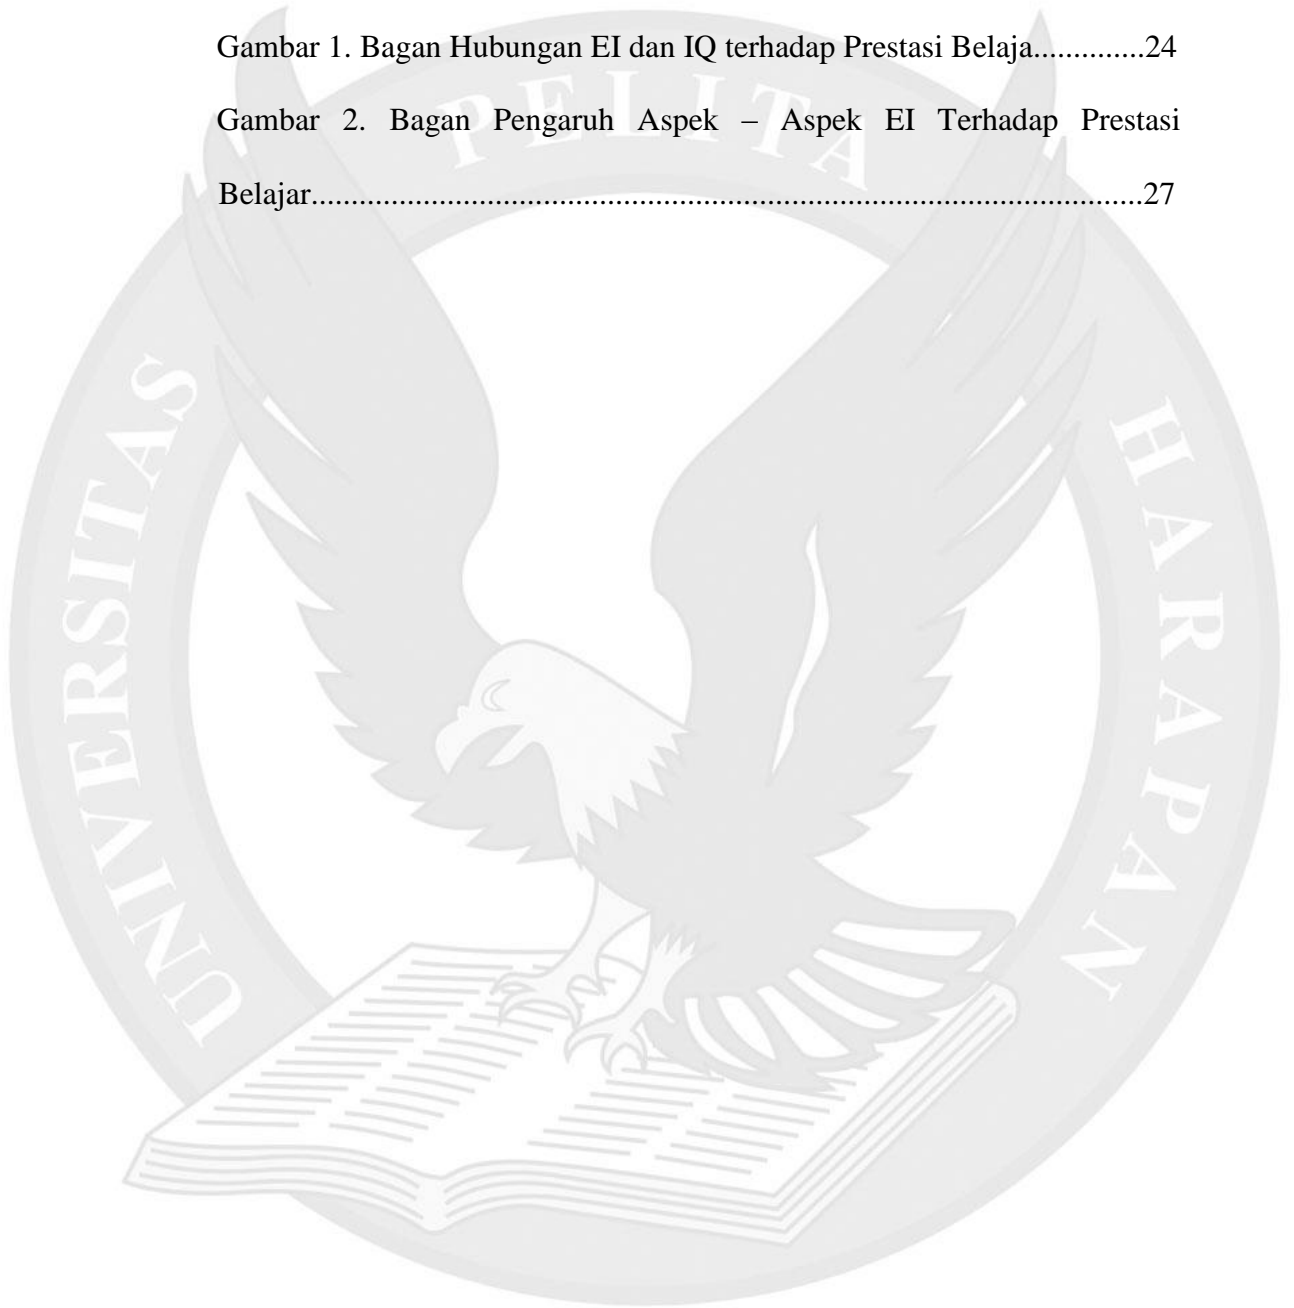 Gambar 1. Bagan Hubungan EI dan IQ terhadap Prestasi Belaja..............24
Gambar 2. Bagan Pengaruh Aspek – Aspek EI Terhadap Prestasi
Belajar........................................................................................................27
UNIVERSITAS PELITA HARAPAN